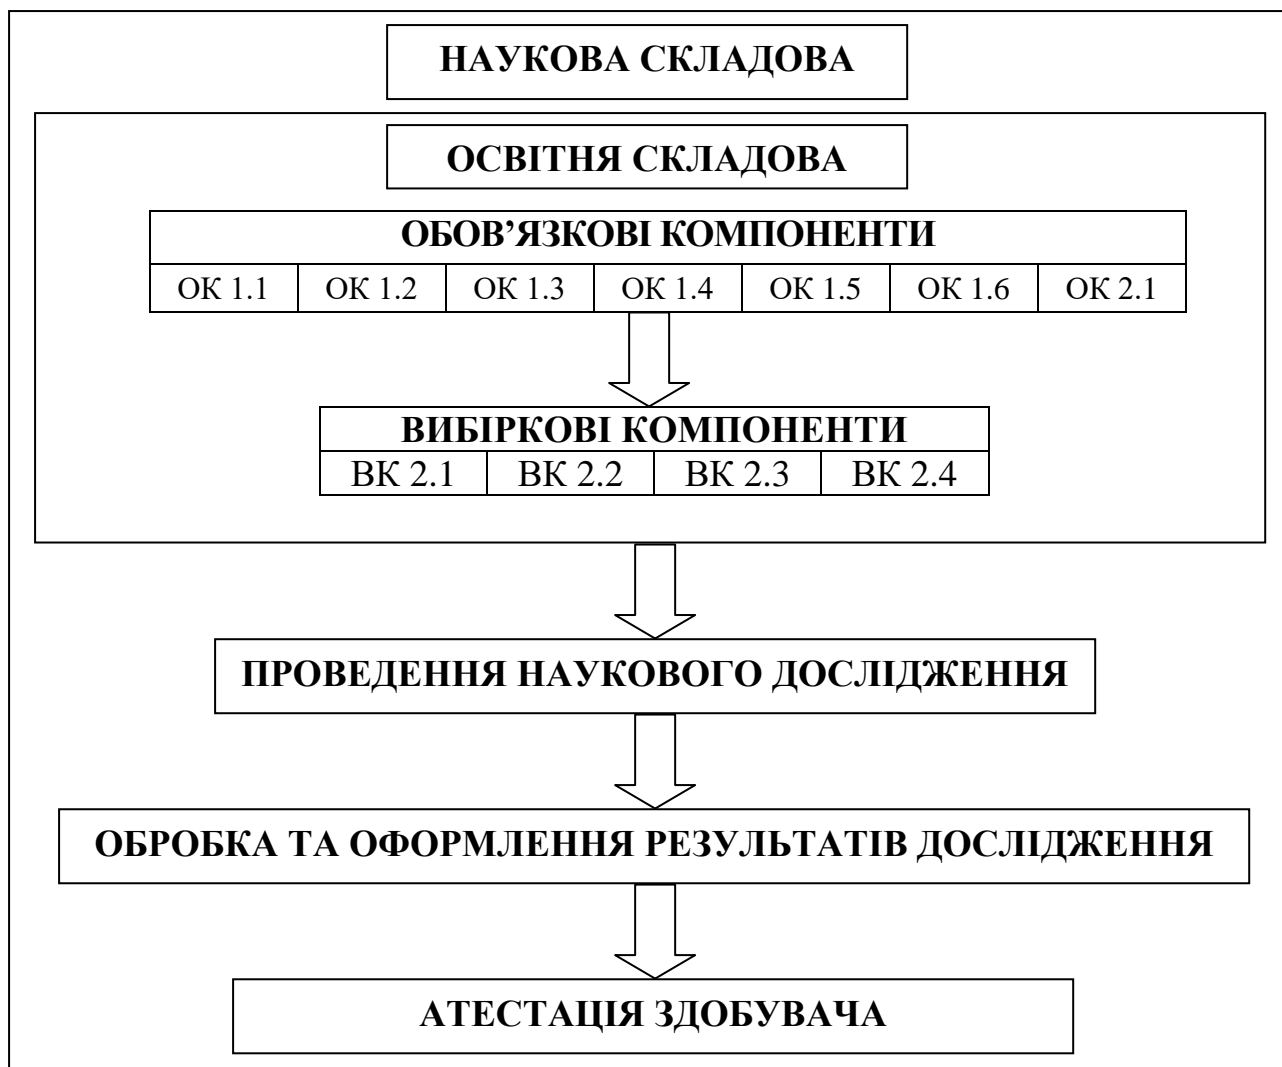 НАУКОВА СКЛАДОВА
ОСВІТНЯ СКЛАДОВА
ОБОВ’ЯЗКОВІ КОМПОНЕНТИ
ОК 1.1 ОК 1.2 ОК 1.3 ОК 1.4 ОК 1.5 ОК 1.6 ОК 2.1
ВИБІРКОВІ КОМПОНЕНТИ
ВК 2.1 ВК 2.2 ВК 2.3 ВК 2.4
ПРОВЕДЕННЯ НАУКОВОГО ДОСЛІДЖЕННЯ
ОБРОБКА ТА ОФОРМЛЕННЯ РЕЗУЛЬТАТІВ ДОСЛІДЖЕННЯ
АТЕСТАЦІЯ ЗДОБУВАЧА